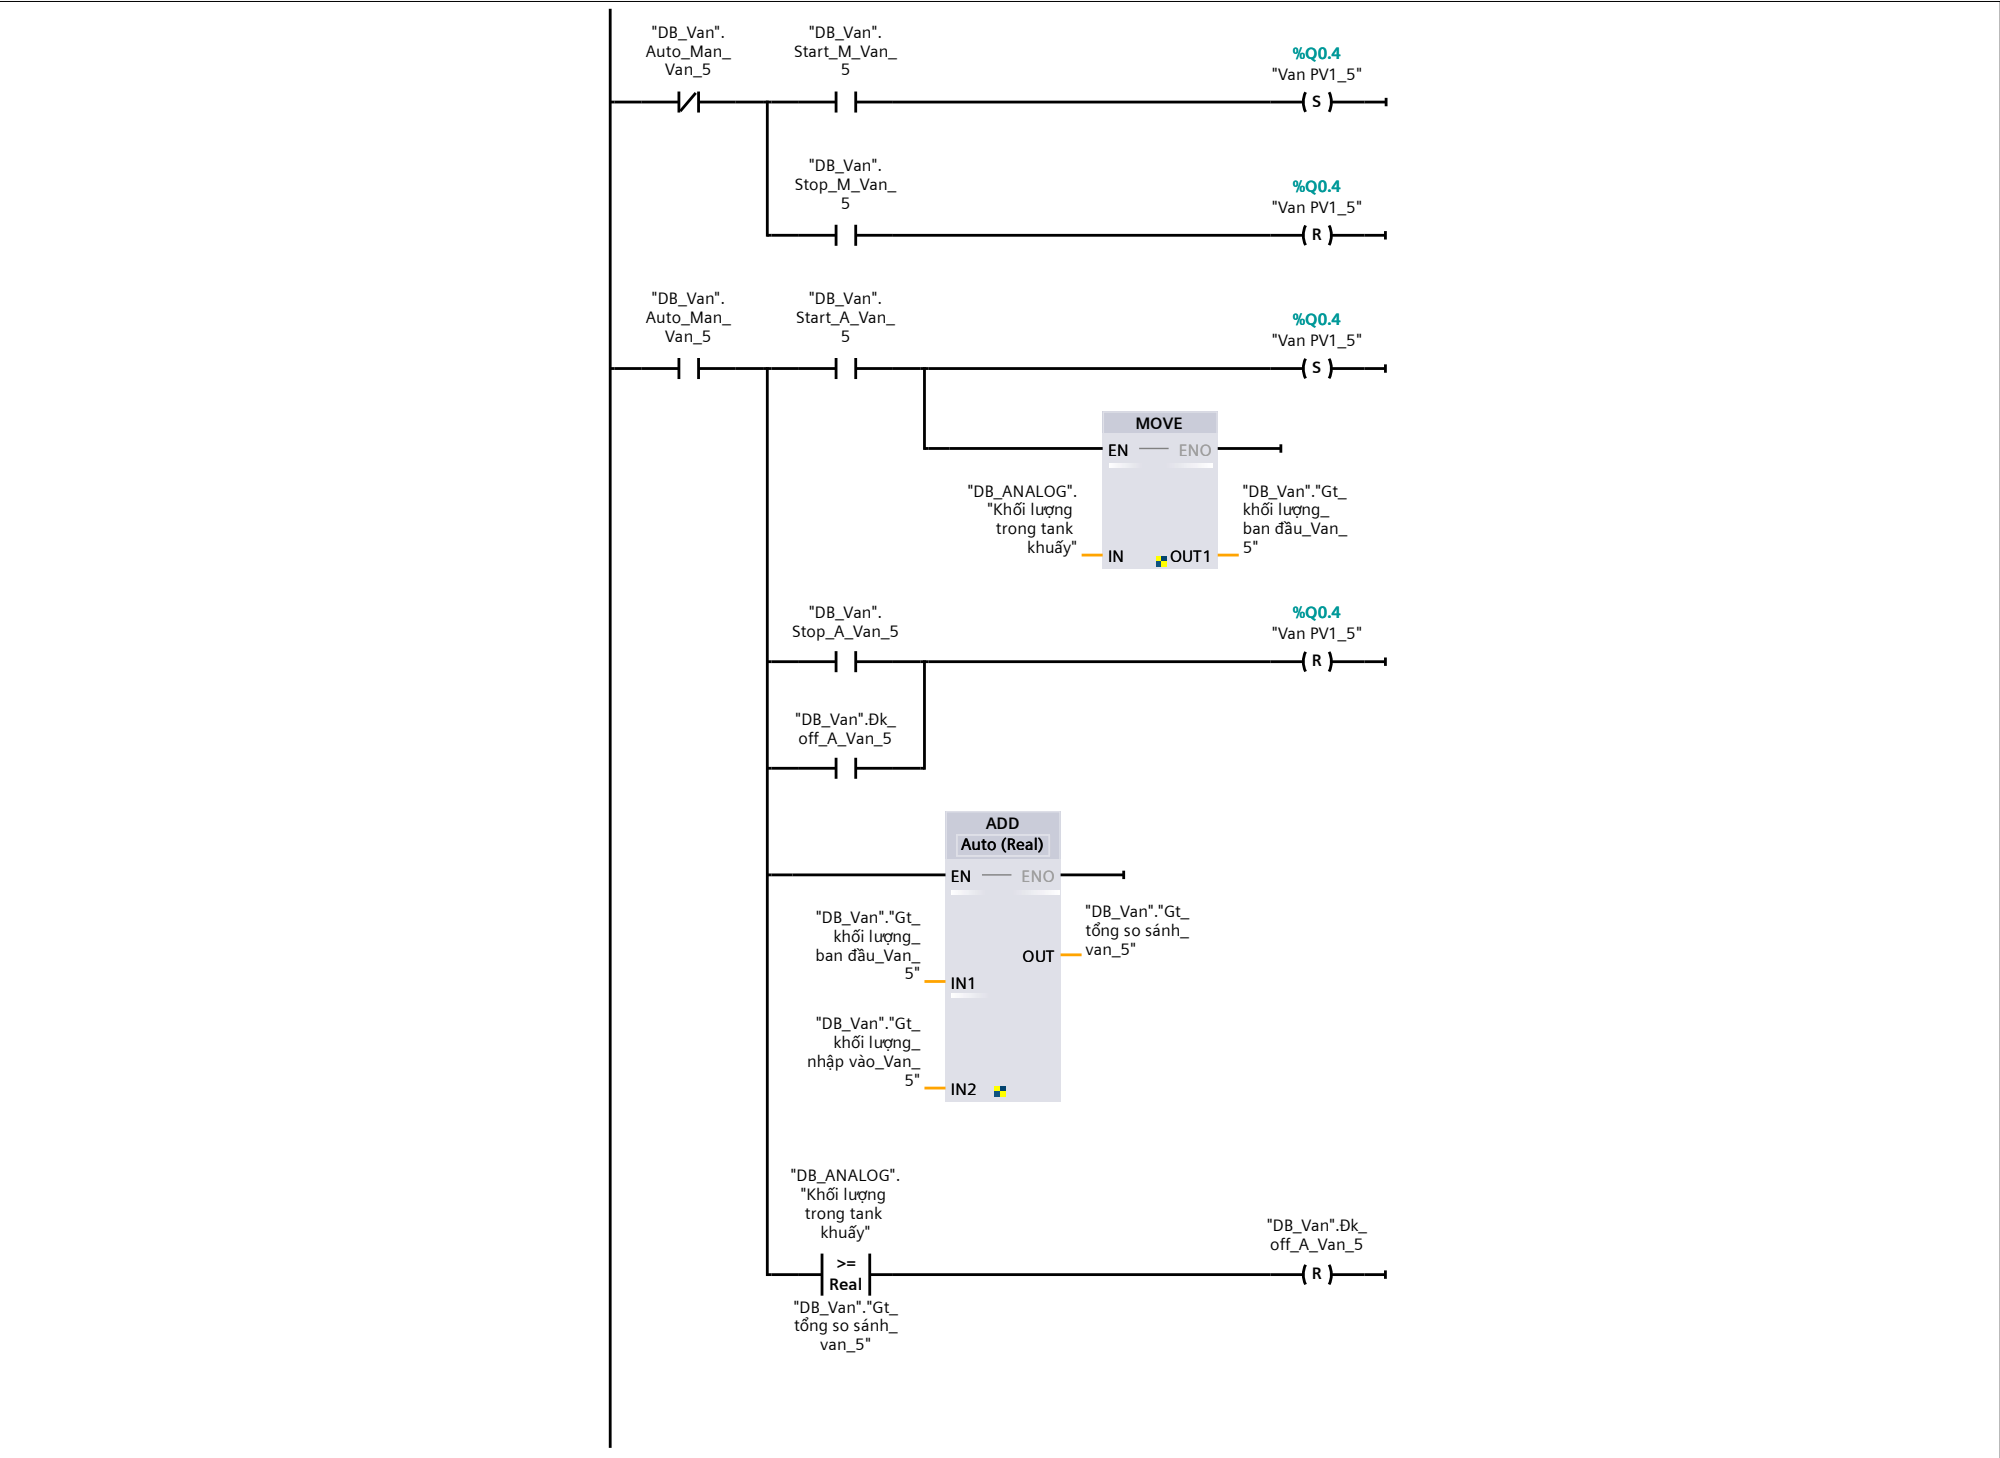 "DB_Van".
Auto_Man_
Van_5
"DB_Van".
Start_M_Van_
5
%Q0.4
"Van PV1_5"
S
"DB_Van".
Stop_M_Van_
5
%Q0.4
"Van PV1_5"
R
"DB_Van".
Auto_Man_
Van_5
"DB_Van".
Start_A_Van_
5
%Q0.4
"Van PV1_5"
S
MOVE
EN
ENO
"DB_ANALOG".
"Khối lượng
trong tank
khuấy"
IN
OUT1
"DB_Van"."Gt_
khối lượng_
ban đầu_Van_
5"
"DB_Van".
Stop_A_Van_5
%Q0.4
"Van PV1_5"
R
"DB_Van".Đk_
off_A_Van_5
ADD
Auto (Real)
EN
ENO
"DB_Van"."Gt_
khối lượng_
ban đầu_Van_
5"
IN1
OUT
"DB_Van"."Gt_
tổng so sánh_
van_5"
"DB_Van"."Gt_
khối lượng_
nhập vào_Van_
5"
IN2
"DB_ANALOG".
"Khối lượng
trong tank
khuấy"
>=
Real
"DB_Van"."Gt_
tổng so sánh_
van_5"
"DB_Van".Đk_
off_A_Van_5
R